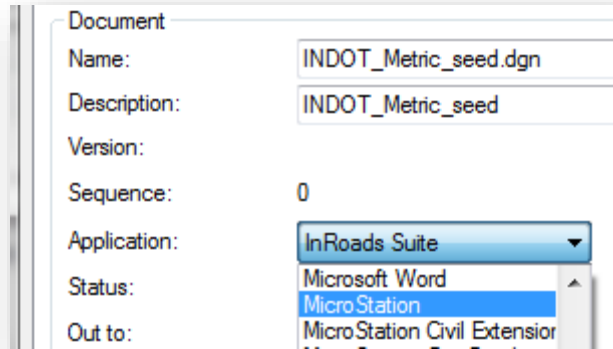 Document
Name: INDOT_Metric_seed.dgn
Description: INDOT_Metric_seed
Version:
Sequence: 0
Application: InRoads Suite
Microsoft Word
Status:
MicroStation
Out to: MicroStation Civil Extension